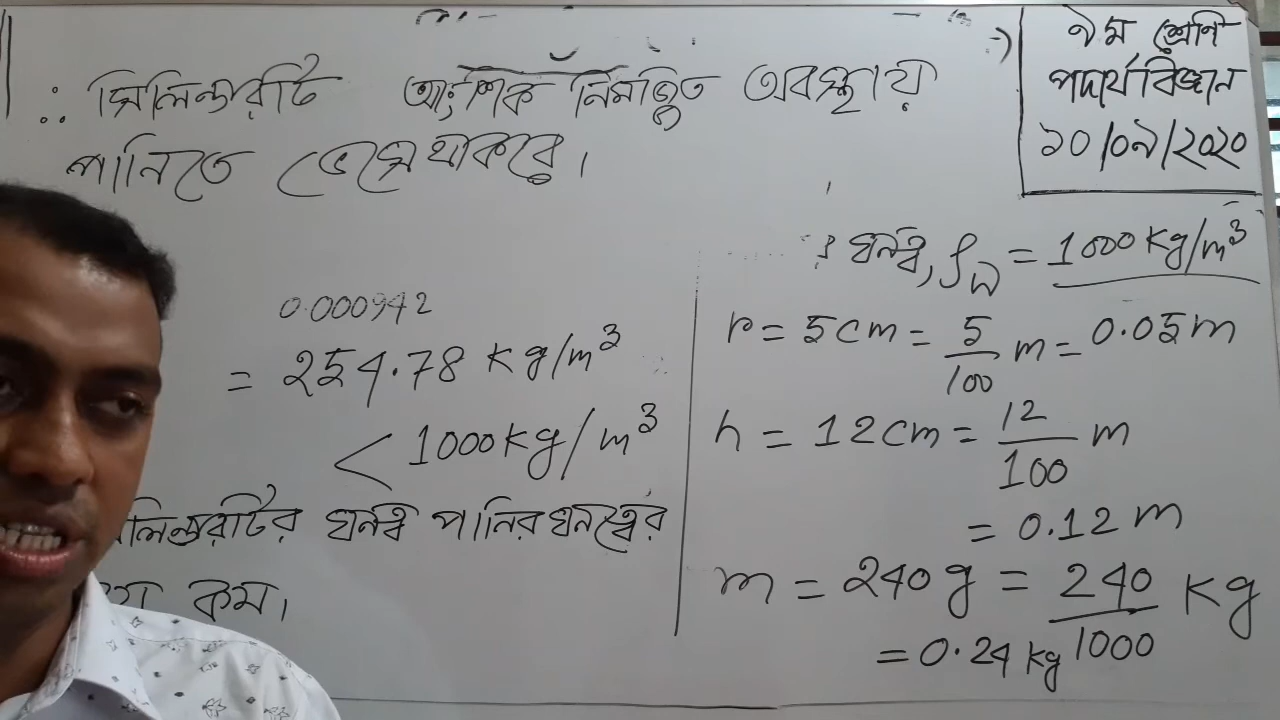 ৯ম শ্রেণি
পদার্থবিজ্ঞান
১০/০৯/২০২০
∴ সিলিন্ডারটি আংশিক নিমজ্জিত অবস্থায়
পানিতে ভেসে থাকবে।
0.000942
= 254.78 kg/m³
< 1000 kg/m³
লিন্ডারটির ঘনত্ব পানির ঘনত্বের
কম।
ঘনত্ব, ρ = 1000 kg/m³
r = 5cm = 5/100 m = 0.05m
h = 12cm = 12/100 m
= 0.12 m
m = 240g = 240/1000 kg
= 0.24 kg